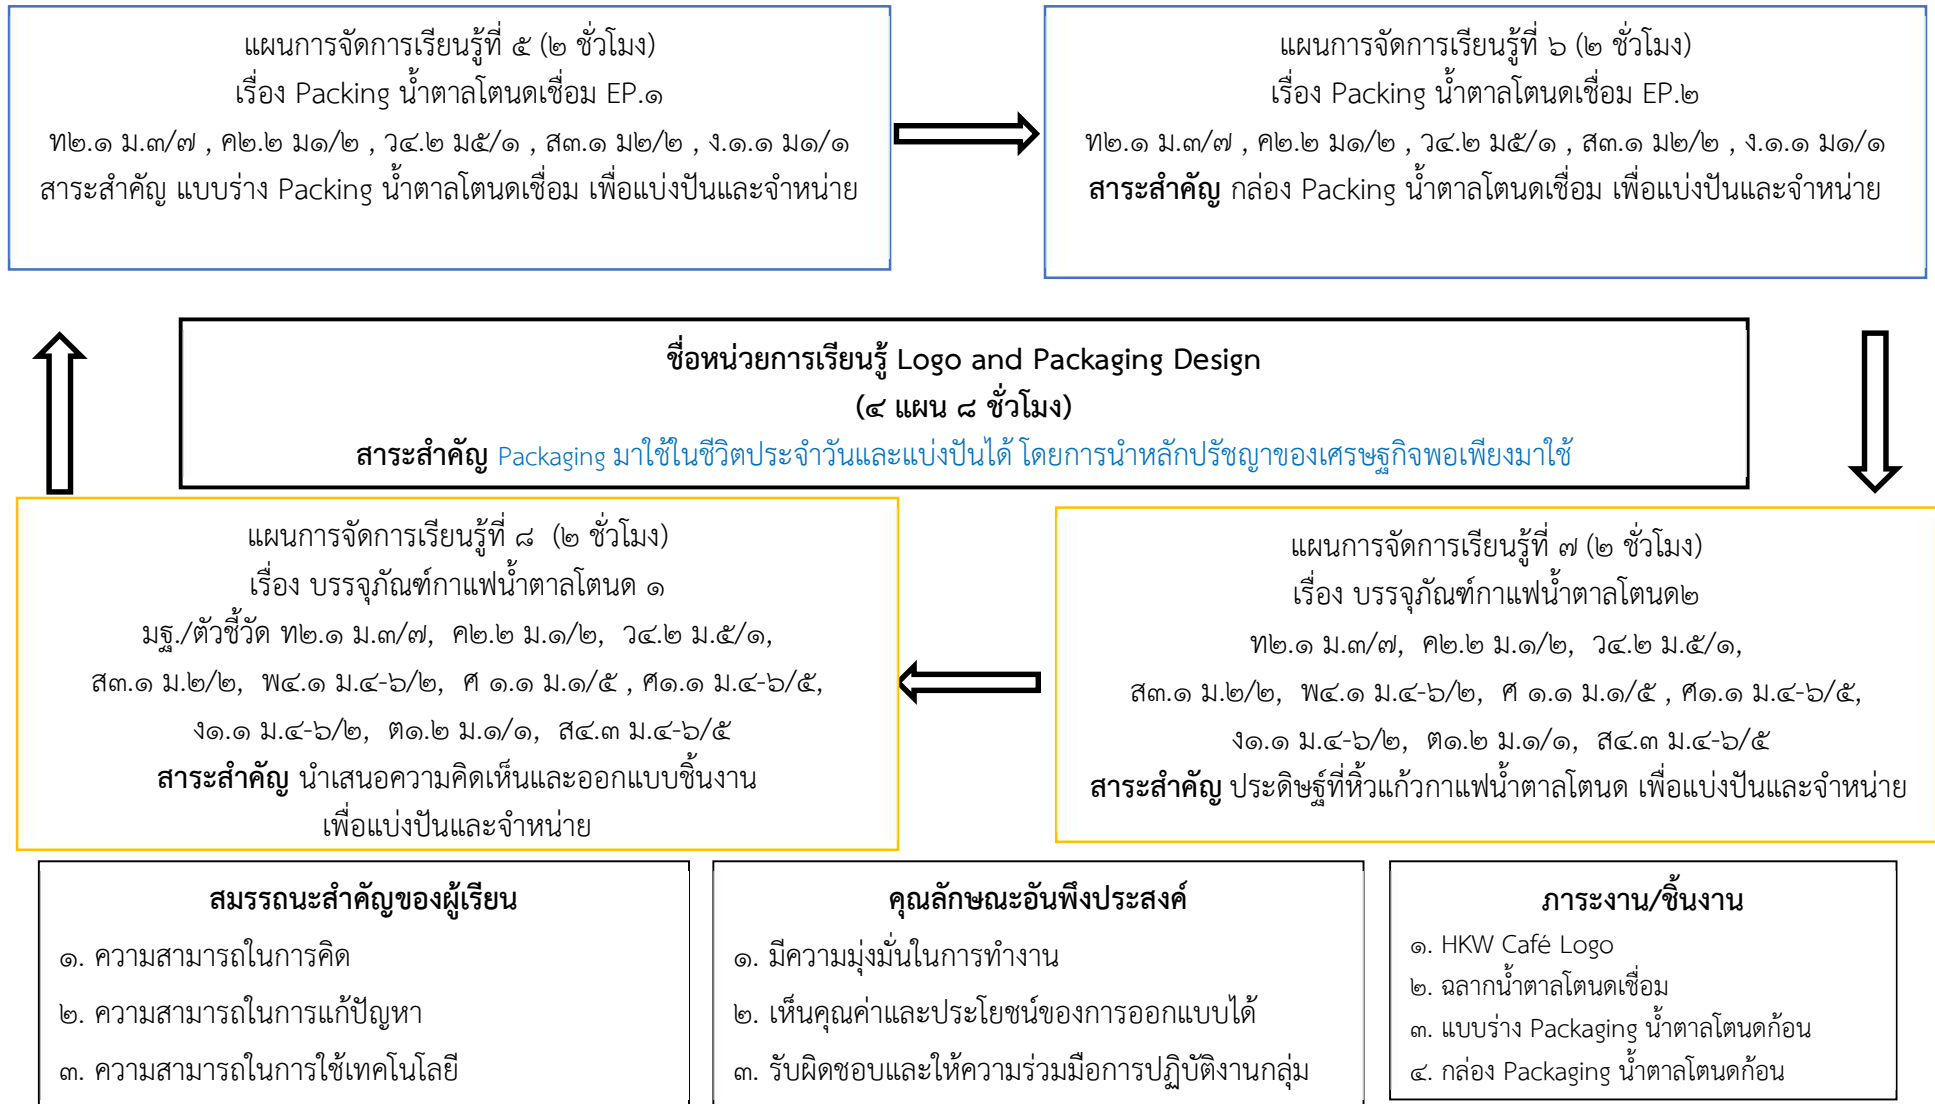 แผนการจัดการเรียนรู้ที่ ๕ (๒ ชั่วโมง)
เรื่อง Packing น้ำตาลโตนดเชื่อม EP.๑
ท๒.๑ ม.๓/๗ , ค๒.๒ ม๑/๒ , ว๔.๒ ม๕/๑ , ส๓.๑ ม๒/๒ , ง.๑.๑ ม๑/๑
สาระสำคัญ แบบร่าง Packing น้ำตาลโตนดเชื่อม เพื่อแบ่งปันและจำหน่าย
แผนการจัดการเรียนรู้ที่ ๖ (๒ ชั่วโมง)
เรื่อง Packing น้ำตาลโตนดเชื่อม EP.๒
ท๒.๑ ม.๓/๗ , ค๒.๒ ม๑/๒ , ว๔.๒ ม๕/๑ , ส๓.๑ ม๒/๒ , ง.๑.๑ ม๑/๑
สาระสำคัญ กล่อง Packing น้ำตาลโตนดเชื่อม เพื่อแบ่งปันและจำหน่าย
ชื่อหน่วยการเรียนรู้ Logo and Packaging Design
(๔ แผน ๘ ชั่วโมง)
สาระสำคัญ Packaging มาใช้ในชีวิตประจำวันและแบ่งปันได้ โดยการนำหลักปรัชญาของเศรษฐกิจพอเพียงมาใช้
แผนการจัดการเรียนรู้ที่ ๘ (๒ ชั่วโมง)
เรื่อง บรรจุภัณฑ์กาแฟน้ำตาลโตนด ๑
มฐ./ตัวชี้วัด ท๒.๑ ม.๓/๗, ค๒.๒ ม.๑/๒, ว๔.๒ ม.๕/๑,
ส๓.๑ ม.๒/๒, พ๔.๑ ม.๔-๖/๒, ศ ๑.๑ ม.๑/๕ , ศ๑.๑ ม.๔-๖/๕,
ง๑.๑ ม.๔-๖/๒, ต๑.๒ ม.๑/๑, ส๔.๓ ม.๔-๖/๕
สาระสำคัญ นำเสนอความคิดเห็นและออกแบบชิ้นงาน
เพื่อแบ่งปันและจำหน่าย
แผนการจัดการเรียนรู้ที่ ๗ (๒ ชั่วโมง)
เรื่อง บรรจุภัณฑ์กาแฟน้ำตาลโตนด๒
ท๒.๑ ม.๓/๗, ค๒.๒ ม.๑/๒, ว๔.๒ ม.๕/๑,
ส๓.๑ ม.๒/๒, พ๔.๑ ม.๔-๖/๒, ศ ๑.๑ ม.๑/๕ , ศ๑.๑ ม.๔-๖/๕,
ง๑.๑ ม.๔-๖/๒, ต๑.๒ ม.๑/๑, ส๔.๓ ม.๔-๖/๕
สาระสำคัญ ประดิษฐ์ที่หิ้วแก้วกาแฟน้ำตาลโตนด เพื่อแบ่งปันและจำหน่าย
สมรรถนะสำคัญของผู้เรียน
๑. ความสามารถในการคิด
๒. ความสามารถในการแก้ปัญหา
๓. ความสามารถในการใช้เทคโนโลยี
คุณลักษณะอันพึงประสงค์
๑. มีความมุ่งมั่นในการทำงาน
๒. เห็นคุณค่าและประโยชน์ของการออกแบบได้
๓. รับผิดชอบและให้ความร่วมมือการปฏิบัติงานกลุ่ม
ภาระงาน/ชิ้นงาน
๑. HKW Café Logo
๒. ฉลากน้ำตาลโตนดเชื่อม
๓. แบบร่าง Packaging น้ำตาลโตนดก้อน
๔. กล่อง Packaging น้ำตาลโตนดก้อน